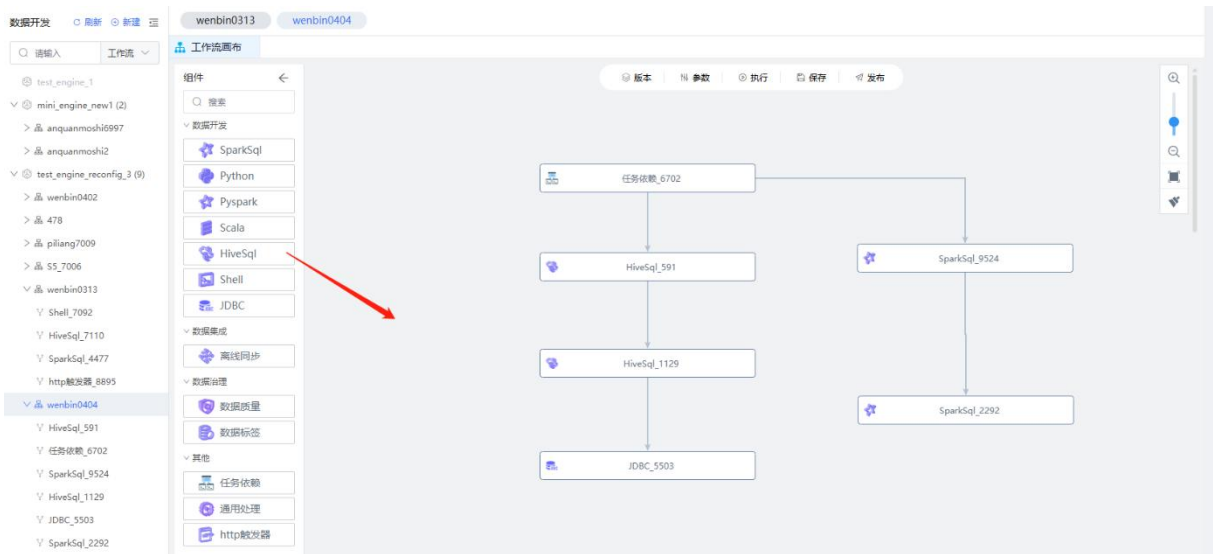 数据开发 刷新 新建
请输入 工作流
test_engine_1
mini_engine_new1 (2)
anquanmoshi6997
anquanmoshi2
test_engine_reconfig_3 (9)
wenbin0402
478
piliang7009
S5_7006
wenbin0313
Shell_7092
HiveSql_7110
SparkSql_4477
http触发器_8895
wenbin0404
HiveSql_591
任务依赖_6702
SparkSql_9524
HiveSql_1129
JDBC_5503
SparkSql_2292
wenbin0313 wenbin0404
工作流画布
组件
搜索
数据开发
SparkSql
Python
Pyspark
Scala
HiveSql
Shell
JDBC
数据集成
离线同步
数据治理
数据质量
数据标签
其他
任务依赖
通用处理
http触发器
版本 参数 执行 保存 发布
任务依赖_6702
HiveSql_591
SparkSql_9524
HiveSql_1129
SparkSql_2292
JDBC_5503